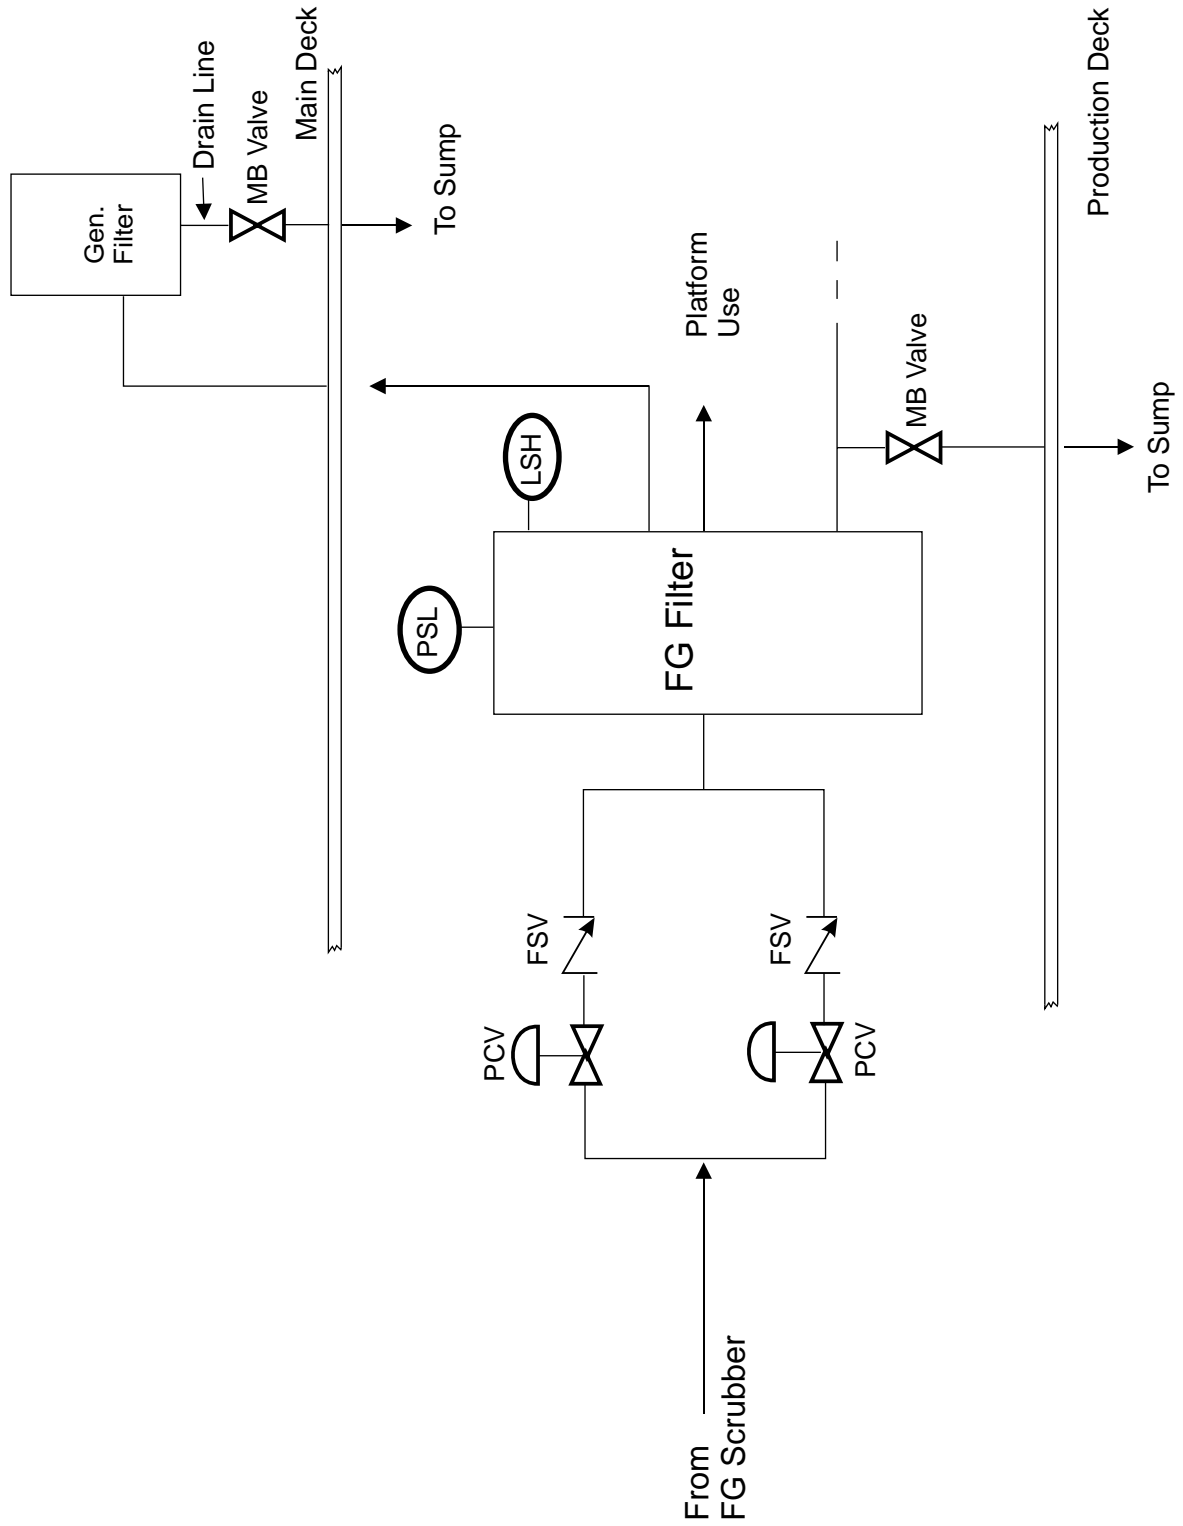 Gen.
Filter
Drain Line
MB Valve
Main Deck
To Sump
PSL
LSH
Platform
Use
FG Filter
PCV
FSV
FSV
PCV
MB Valve
From
FG Scrubber
Production Deck
To Sump